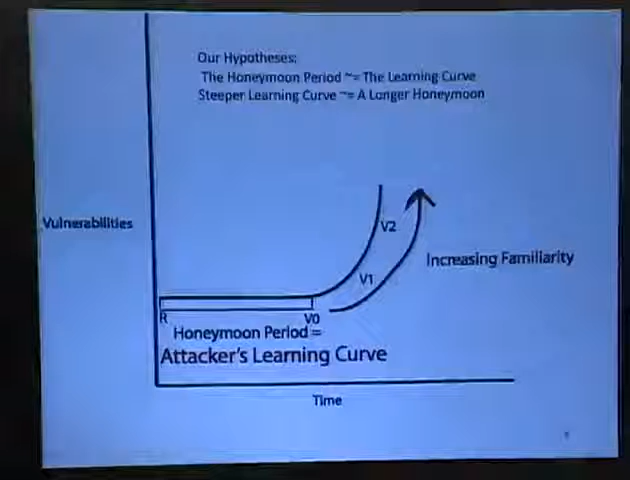 Our Hypotheses:
The Honeymoon Period ~= The Learning Curve
Steeper Learning Curve ~= A Longer Honeymoon
Vulnerabilities
V2
Increasing Familiarity
V1
R
V0
Honeymoon Period =
Attacker's Learning Curve
Time